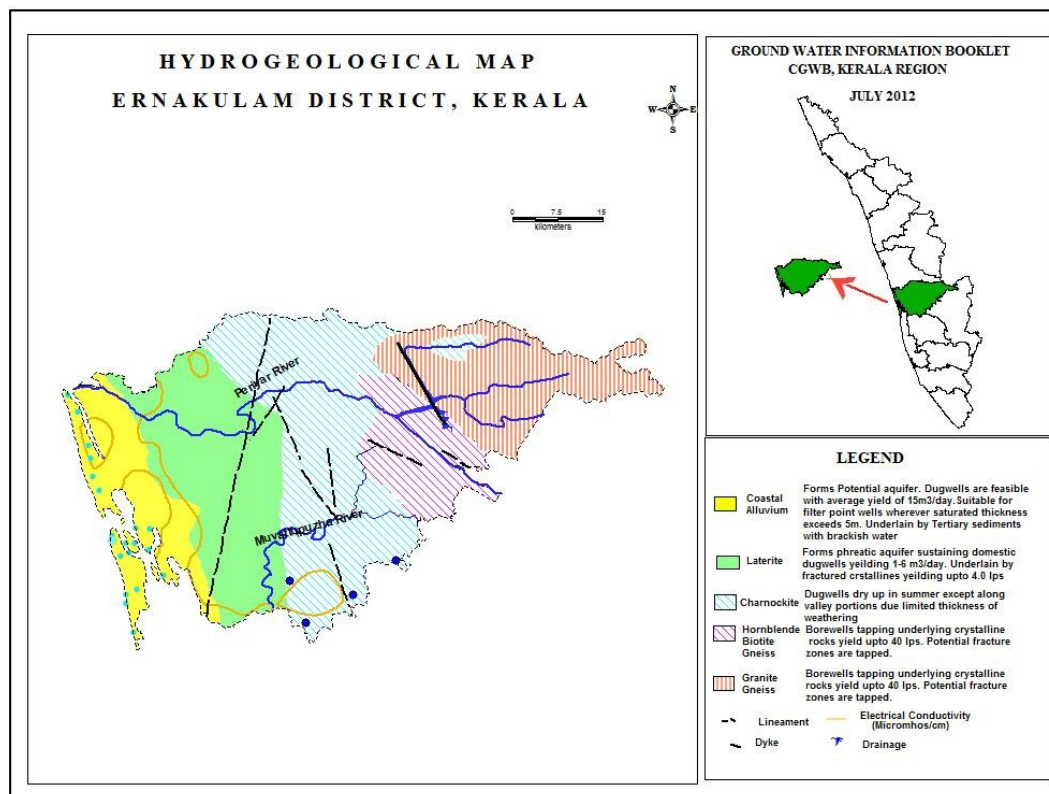 HYDROGEOLOGICAL MAP
ERNAKULAM DISTRICT, KERALA
N
W E
S
0 7.5 15
kilometers
Periyar River
Muvattupuzha River
GROUND WATER INFORMATION BOOKLET
CGWB, KERALA REGION
JULY 2012
LEGEND
Coastal
Alluvium
Forms Potential aquifer. Dugwells are feasible
with average yield of 15m3/day. Suitable for
filter point wells wherever saturated thickness
exceeds 5m. Underlain by Tertiary sediments
with brackish water
Laterite
Forms phreatic aquifer sustaining domestic
dugwells yeilding 1-6 m3/day. Underlain by
fractured crstallines yeilding upto 4.0 lps
Charnockite
Dugwells dry up in summer except along
valley portions due limited thickness of
weathering
Hornblende
Biotite
Gneiss
Borewells tapping underlying crystalline
rocks yield upto 40 lps. Potential fracture
zones are tapped.
Granite
Gneiss
Borewells tapping underlying crystalline
rocks yield upto 40 lps. Potential fracture
zones are tapped.
Lineament
Electrical Conductivity
(Micromhos/cm)
Dyke
Drainage